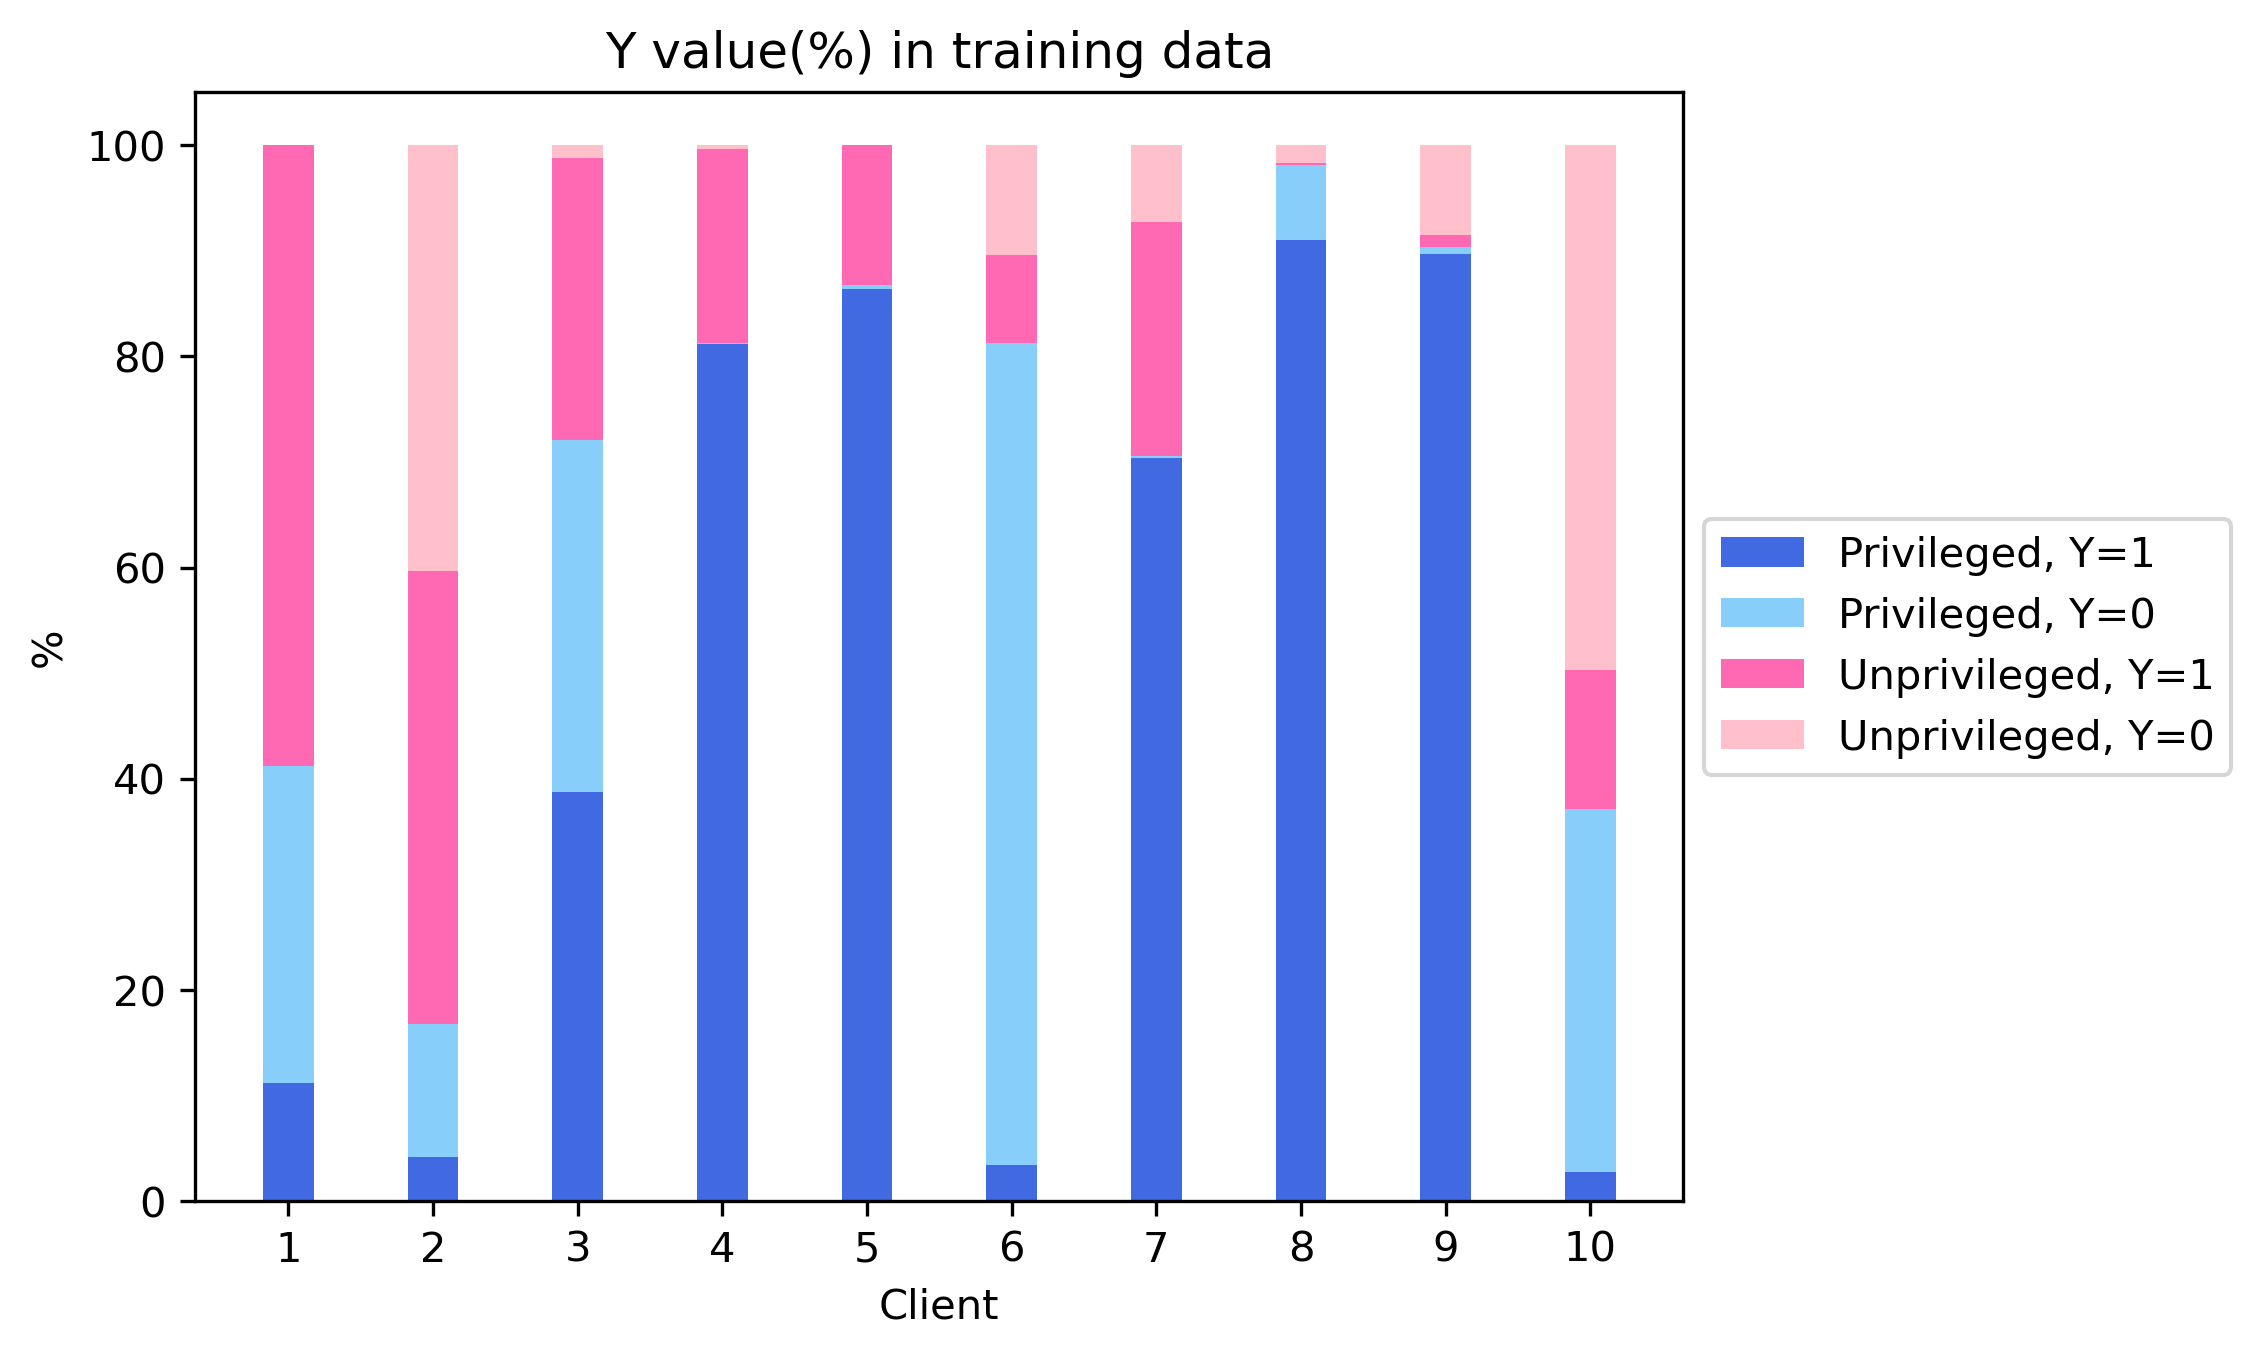 Y value(%) in training data
100
80
60
40
20
0
%
1 2 3 4 5 6 7 8 9 10
Client
Privileged, Y=1
Privileged, Y=0
Unprivileged, Y=1
Unprivileged, Y=0